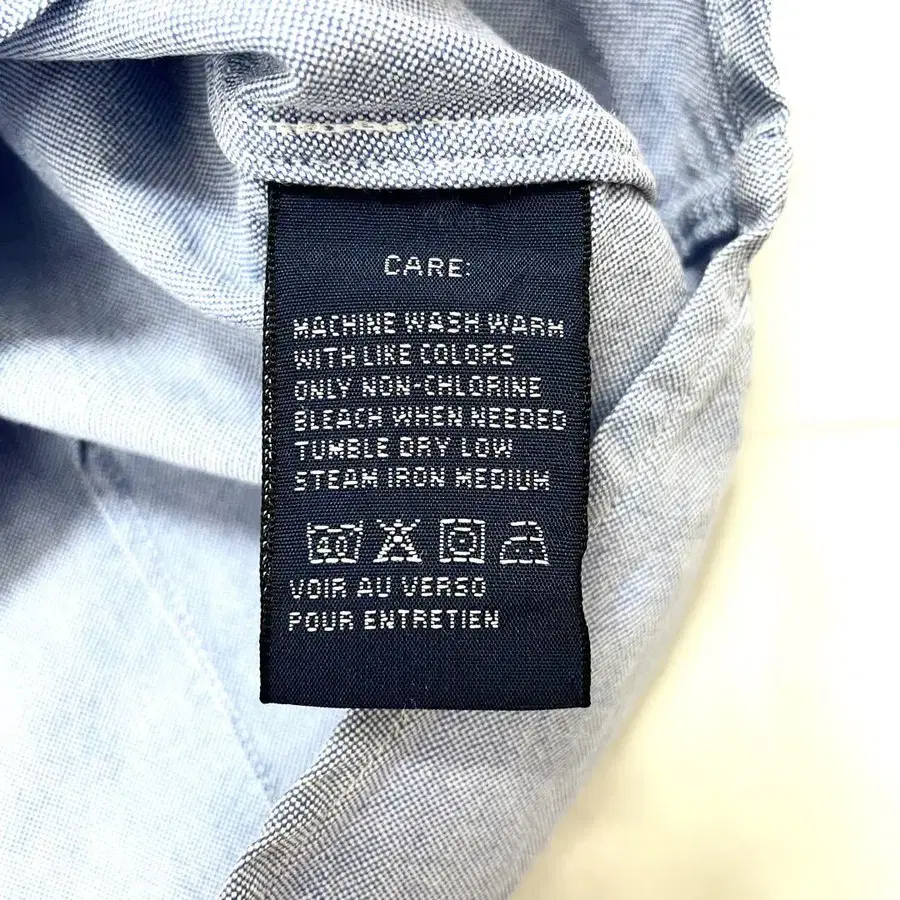 CARE:
MACHINE WASH WARM
WITH LIKE COLORS
ONLY NON-CHLORINE
BLEACH WHEN NEEDED
TUMBLE DRY LOW
STEAM IRON MEDIUM
40
VOIR AU VERSO
POUR ENTRETIEN